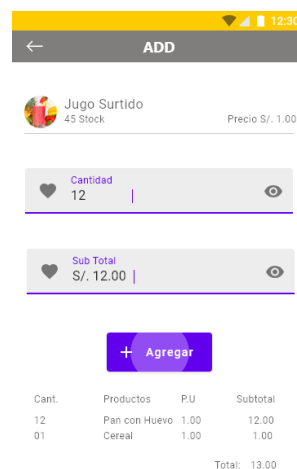 12:30
ADD
Jugo Surtido
45 Stock
Precio S/. 1.00
Cantidad
12
Sub Total
S/. 12.00
+ Agregar
Cant. Productos P.U Subtotal
12 Pan con Huevo 1.00 12.00
01 Cereal 1.00 1.00
Total: 13.00